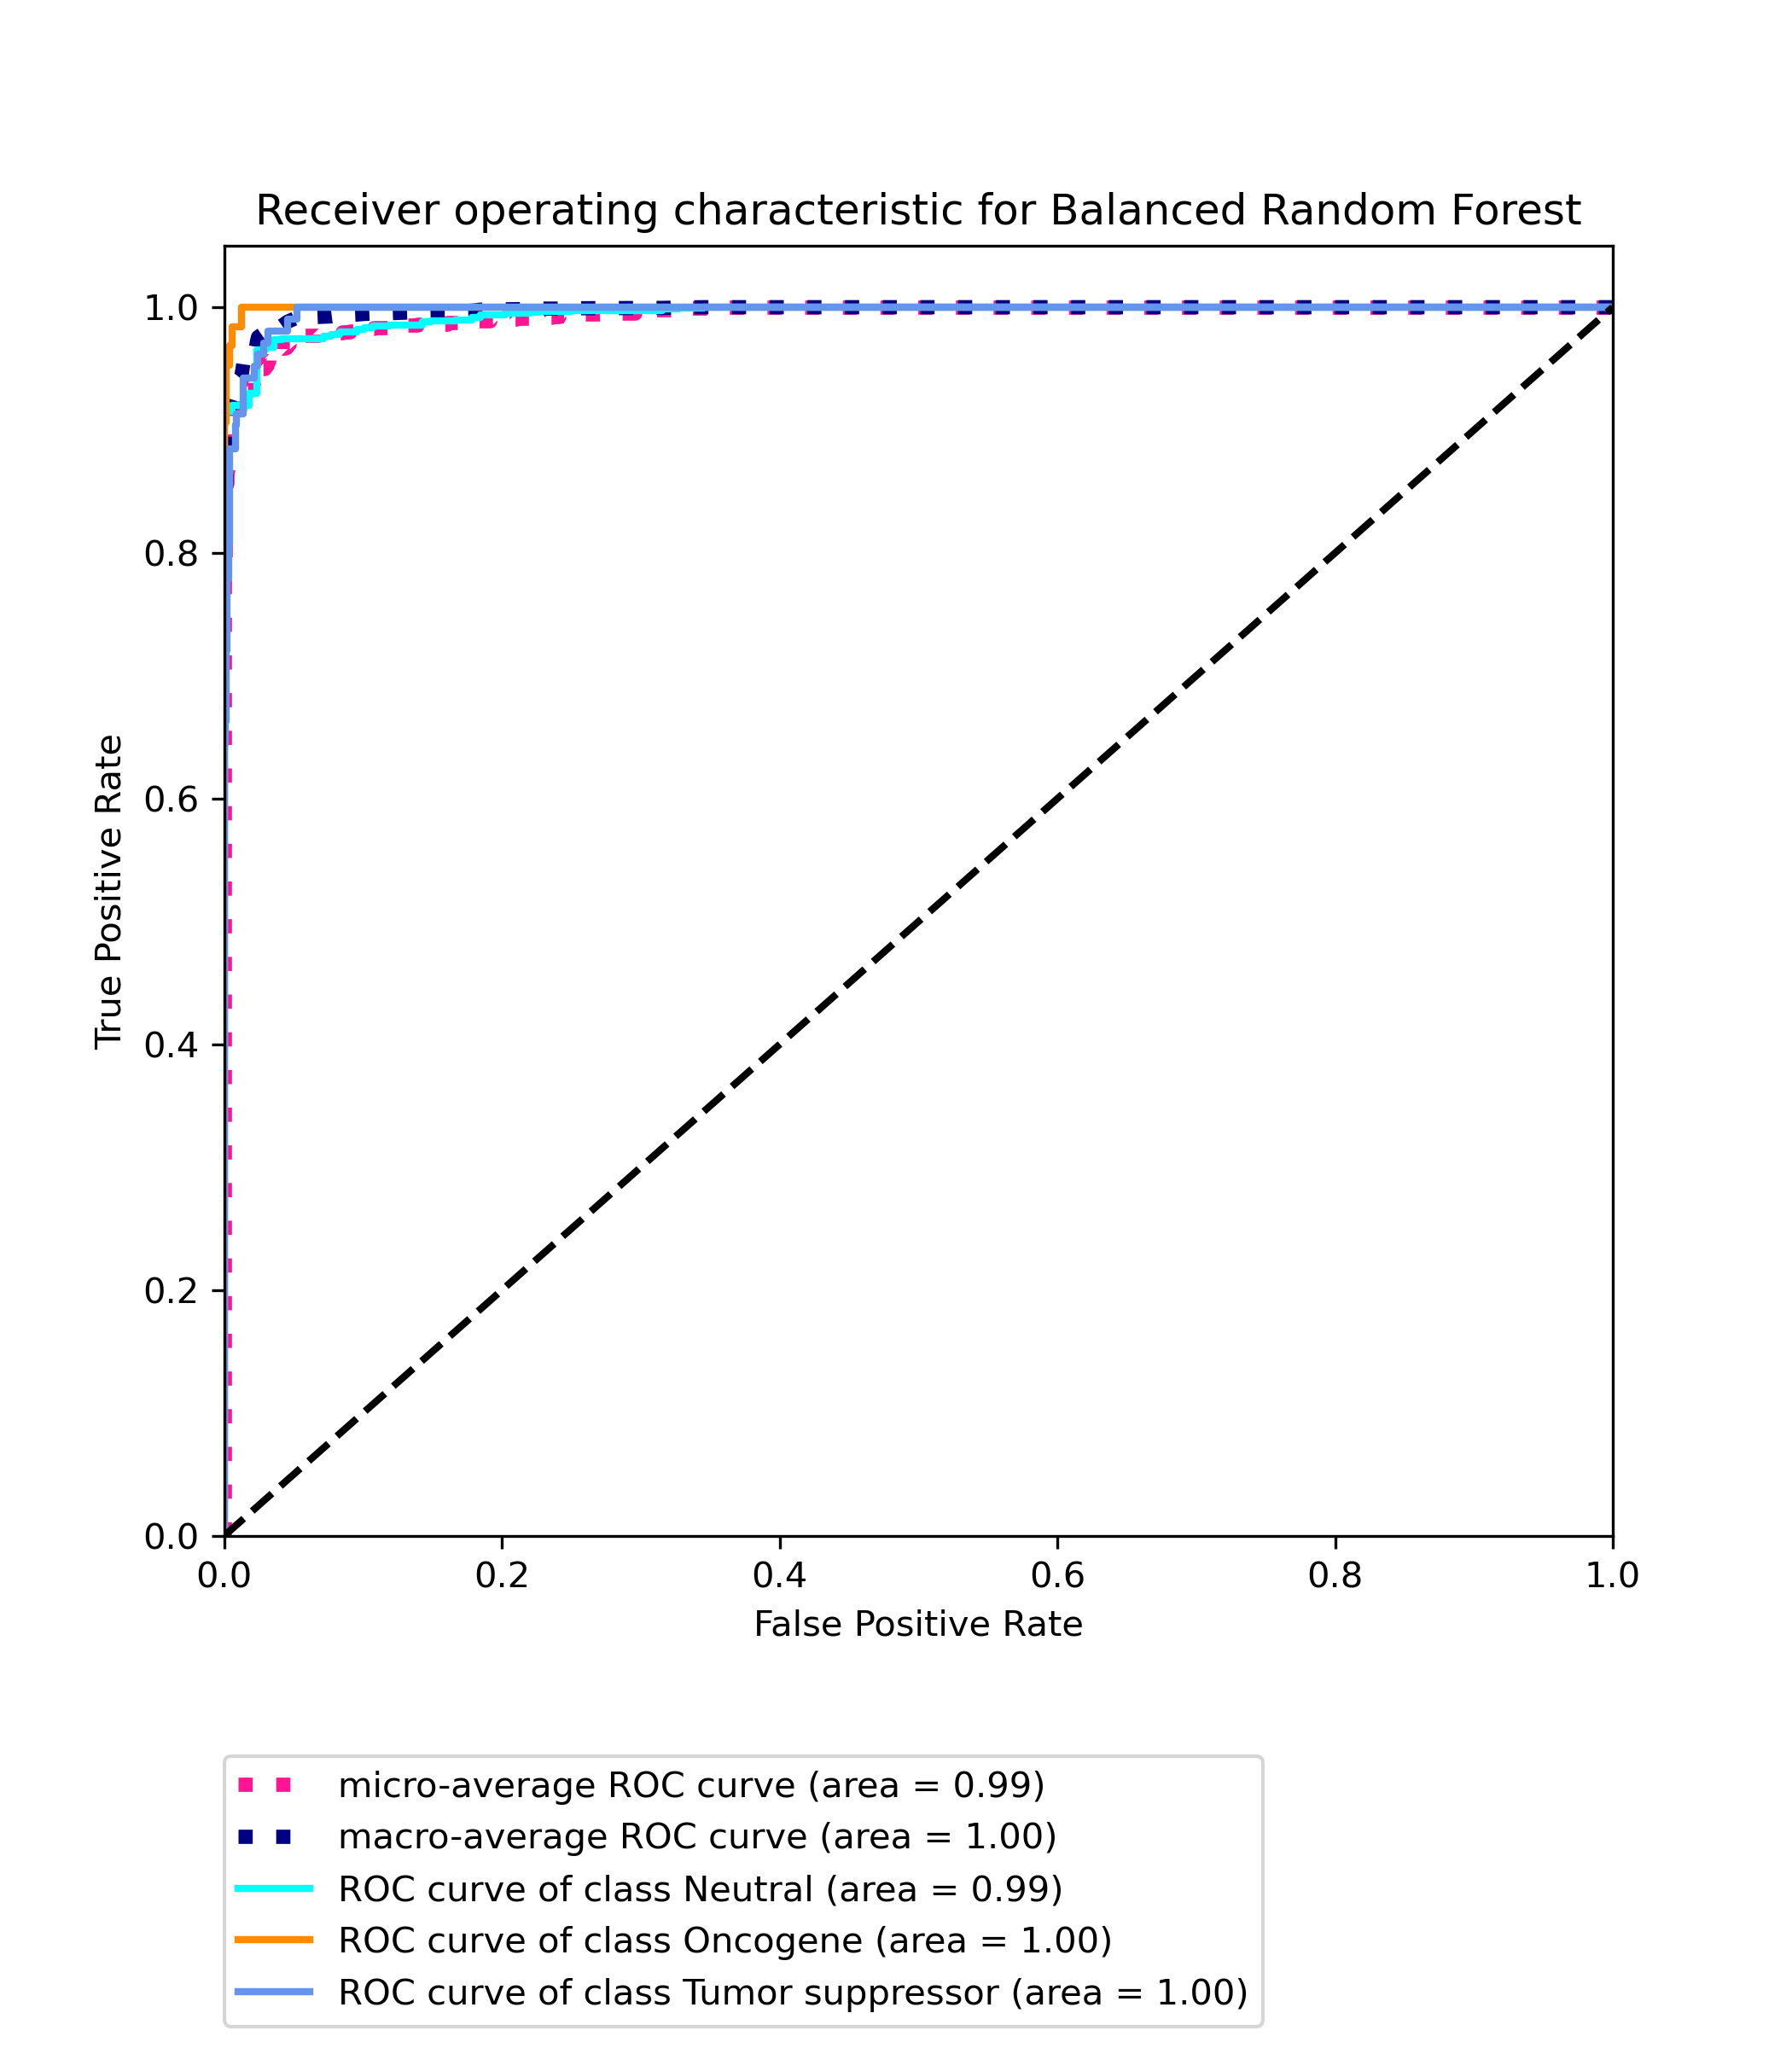 Receiver operating characteristic for Balanced Random Forest
1.0
0.8
0.6
0.4
0.2
0.0
True Positive Rate
0.0 0.2 0.4 0.6 0.8 1.0
False Positive Rate
micro-average ROC curve (area = 0.99)
macro-average ROC curve (area = 1.00)
ROC curve of class Neutral (area = 0.99)
ROC curve of class Oncogene (area = 1.00)
ROC curve of class Tumor suppressor (area = 1.00)